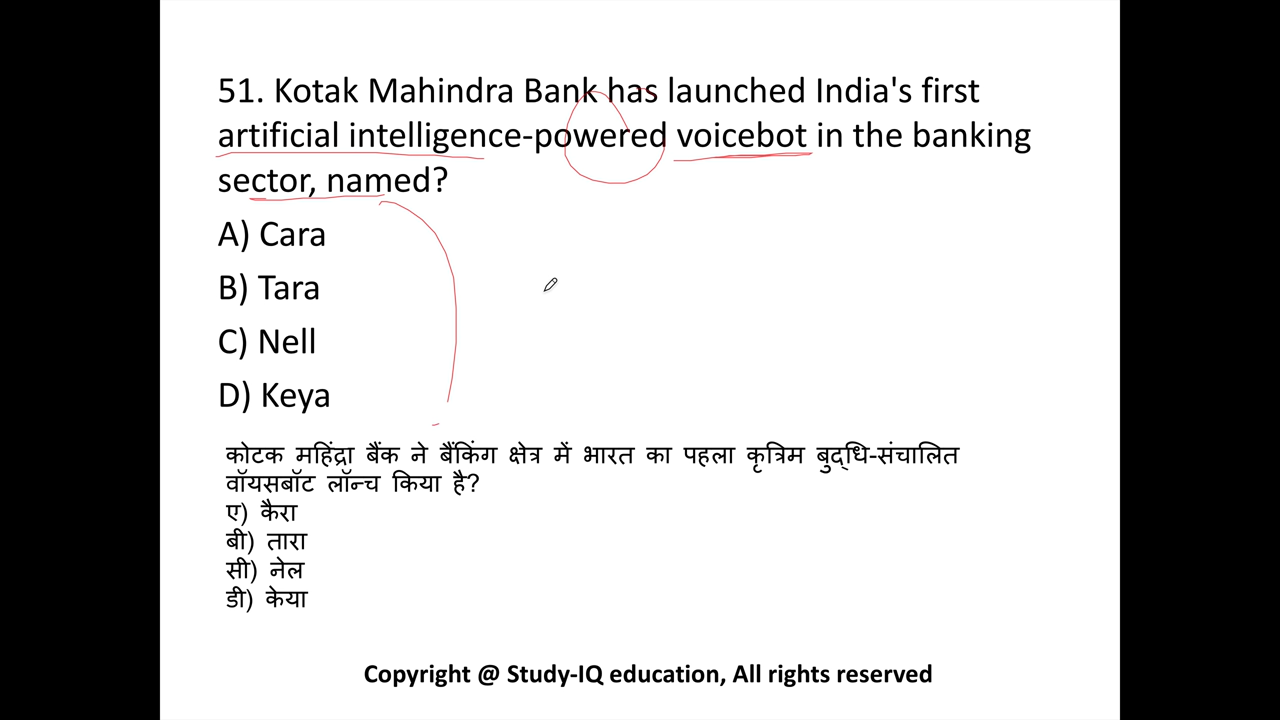 51. Kotak Mahindra Bank has launched India's first
artificial intelligence-powered voicebot in the banking
sector, named?
A) Cara
B) Tara
C) Nell
D) Keya
कोटक महिंद्रा बैंक ने बैंकिंग क्षेत्र में भारत का पहला कृत्रिम बुद्धि-संचालित
वॉयसबॉट लॉन्च किया है?
ए) कैरा
बी) तारा
सी) नेल
डी) केया
Copyright @ Study-IQ education, All rights reserved